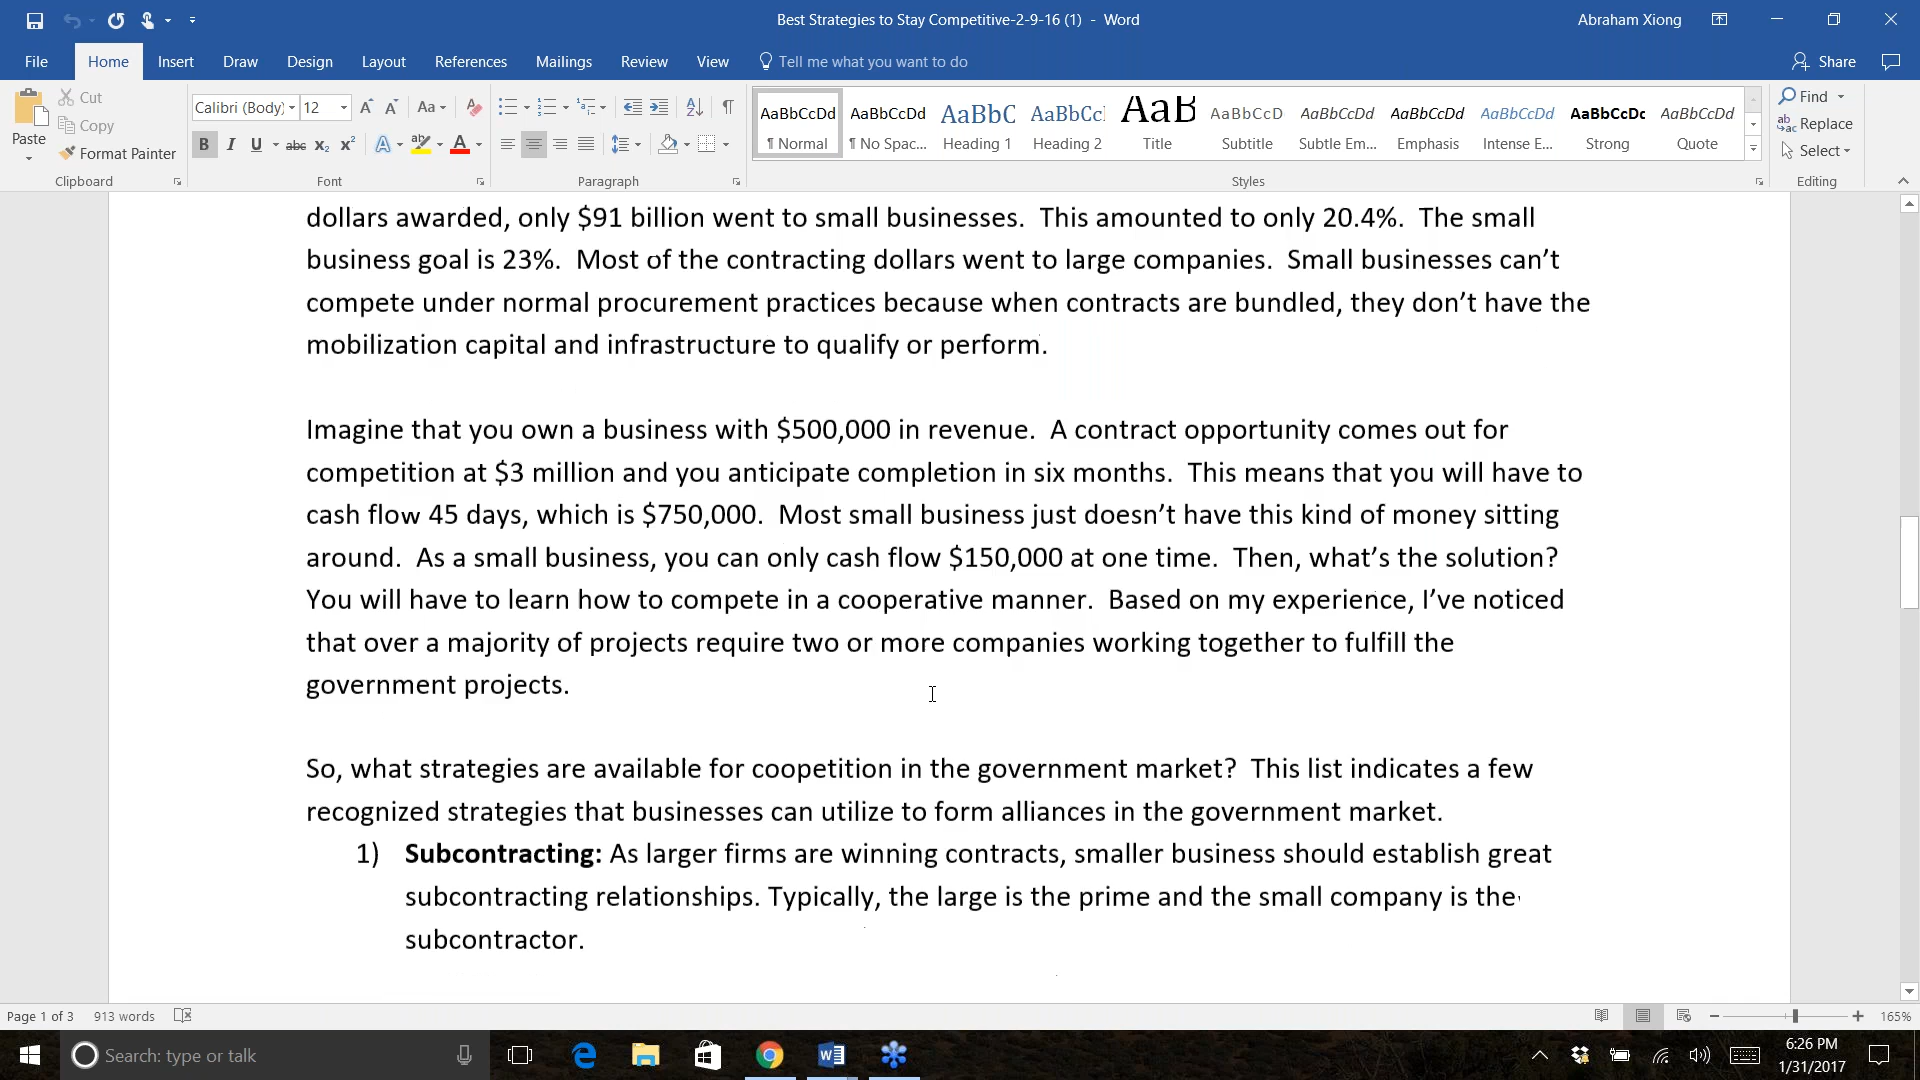 Best Strategies to Stay Competitive-2-9-16 (1) - Word
Abraham Xiong
File Home Insert Draw Design Layout References Mailings Review View Tell me what you want to do
Share
Paste
Cut
Copy
Format Painter
Clipboard
Calibri (Body) 12
Font
Paragraph
AaBbCcDd AaBbCcDd AaBbC AaBbCc AaB AaBbCcD AaBbCcDd AaBbCcDd AaBbCcDd AaBbCcDc AaBbCcDd
¶ Normal ¶ No Spac... Heading 1 Heading 2 Title Subtitle Subtle Em... Emphasis Intense E... Strong Quote
Styles
Find
Replace
Select
Editing
dollars awarded, only $91 billion went to small businesses. This amounted to only 20.4%. The small
business goal is 23%. Most of the contracting dollars went to large companies. Small businesses can’t
compete under normal procurement practices because when contracts are bundled, they don’t have the
mobilization capital and infrastructure to qualify or perform.
Imagine that you own a business with $500,000 in revenue. A contract opportunity comes out for
competition at $3 million and you anticipate completion in six months. This means that you will have to
cash flow 45 days, which is $750,000. Most small business just doesn’t have this kind of money sitting
around. As a small business, you can only cash flow $150,000 at one time. Then, what’s the solution?
You will have to learn how to compete in a cooperative manner. Based on my experience, I’ve noticed
that over a majority of projects require two or more companies working together to fulfill the
government projects.
So, what strategies are available for coopetition in the government market? This list indicates a few
recognized strategies that businesses can utilize to form alliances in the government market.
1) Subcontracting: As larger firms are winning contracts, smaller business should establish great
subcontracting relationships. Typically, the large is the prime and the small company is the
subcontractor.
Page 1 of 3 913 words
165%
Search: type or talk
6:26 PM
1/31/2017